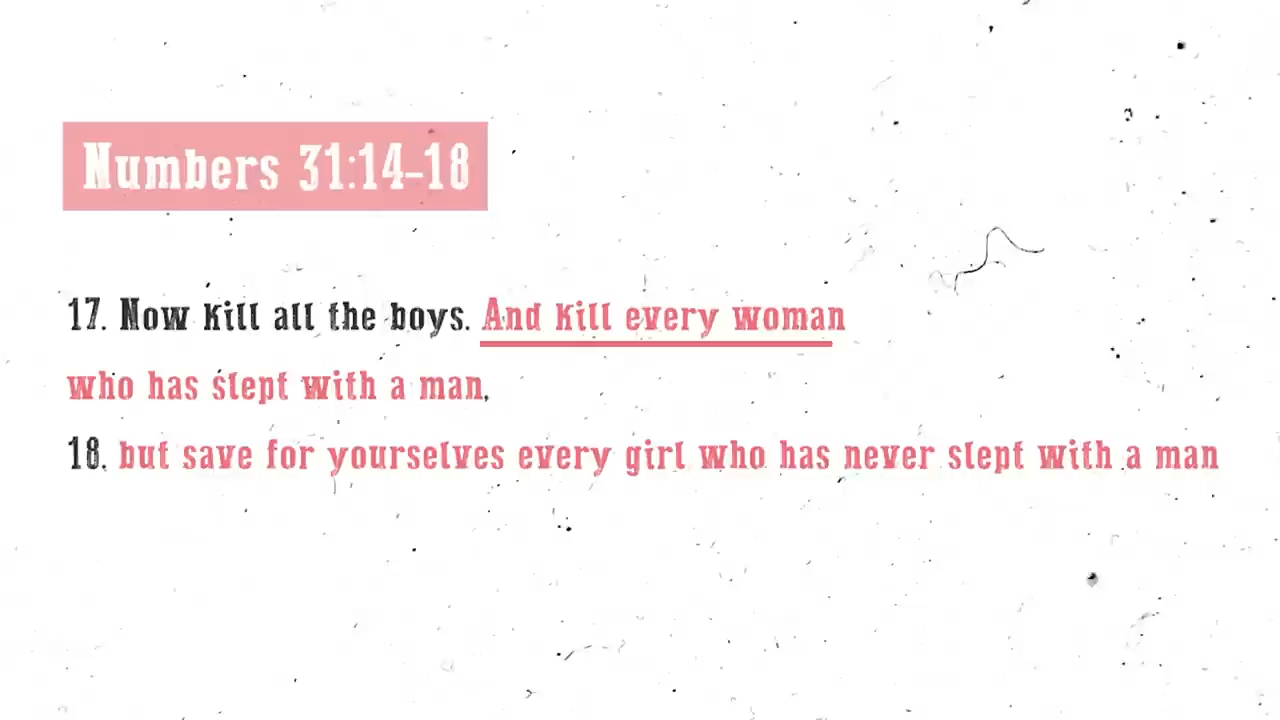 Numbers 31:14-18
17. Now kill all the boys. And kill every woman
who has slept with a man,
18. but save for yourselves every girl who has never slept with a man